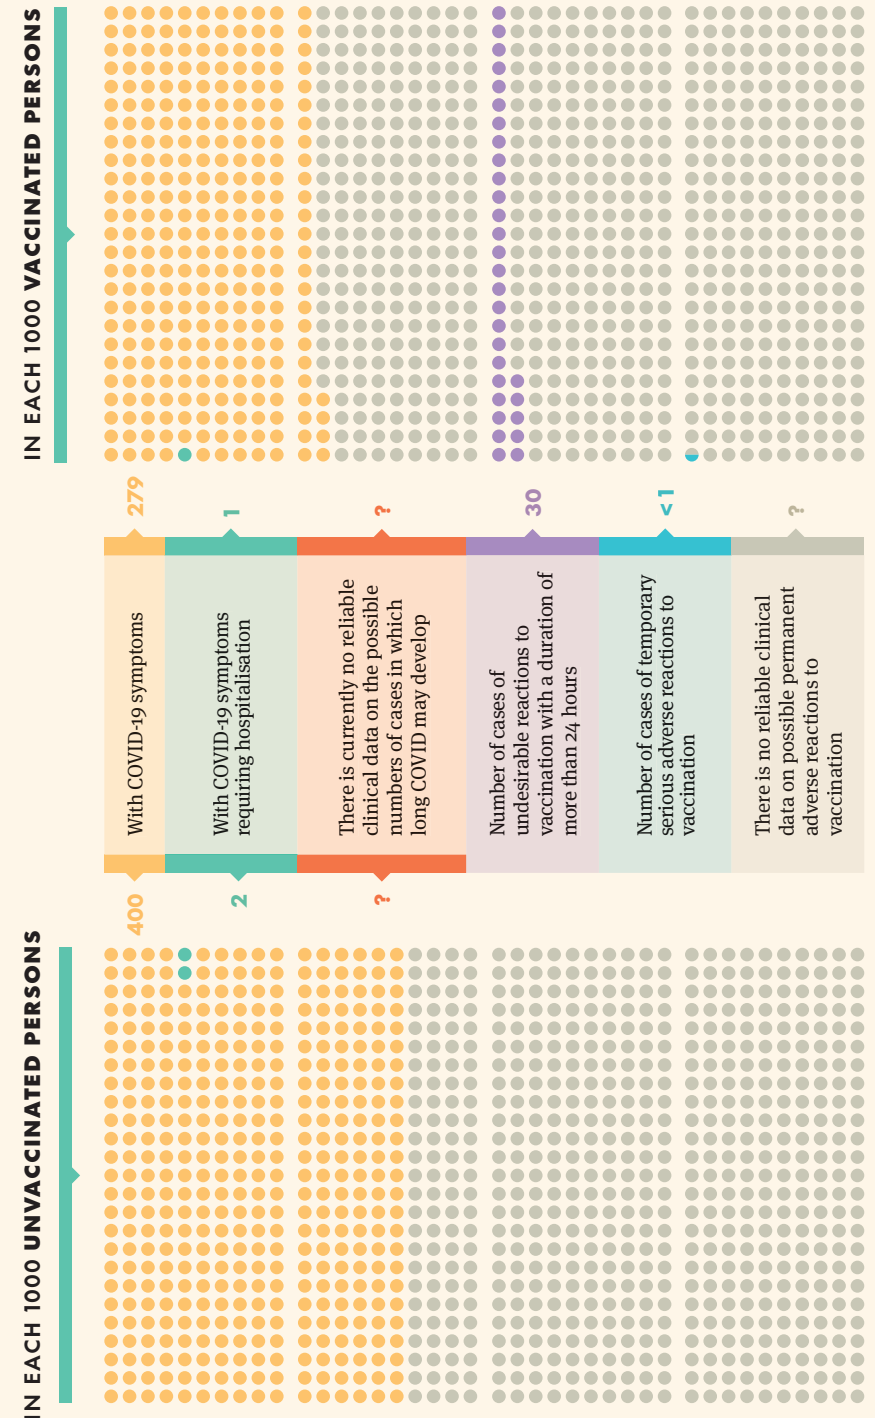 IN EACH 1000 UNVACCINATED PERSONS
IN EACH 1000 VACCINATED PERSONS
400
With COVID-19 symptoms
279
2
With COVID-19 symptoms
requiring hospitalisation
1
?
There is currently no reliable
clinical data on the possible
numbers of cases in which
long COVID may develop
?
Number of cases of
undesirable reactions to
vaccination with a duration of
more than 24 hours
30
Number of cases of temporary
serious adverse reactions to
vaccination
<1
There is no reliable clinical
data on possible permanent
adverse reactions to
vaccination
?